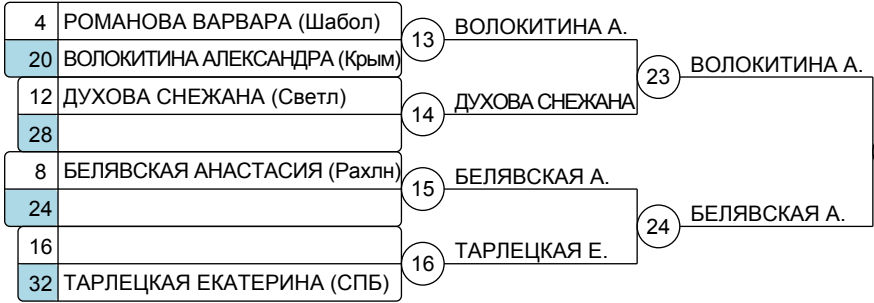 4 РОМАНОВА ВАРВАРА (Шабол)
20 ВОЛОКИТИНА АЛЕКСАНДРА (Крым)
13 ВОЛОКИТИНА А.
12 ДУХОВА СНЕЖАНА (Светл)
28
14 ДУХОВА СНЕЖАНА
23 ВОЛОКИТИНА А.
8 БЕЛЯВСКАЯ АНАСТАСИЯ (Рахлн)
24
15 БЕЛЯВСКАЯ А.
16
32 ТАРЛЕЦКАЯ ЕКАТЕРИНА (СПБ)
16 ТАРЛЕЦКАЯ Е.
24 БЕЛЯВСКАЯ А.